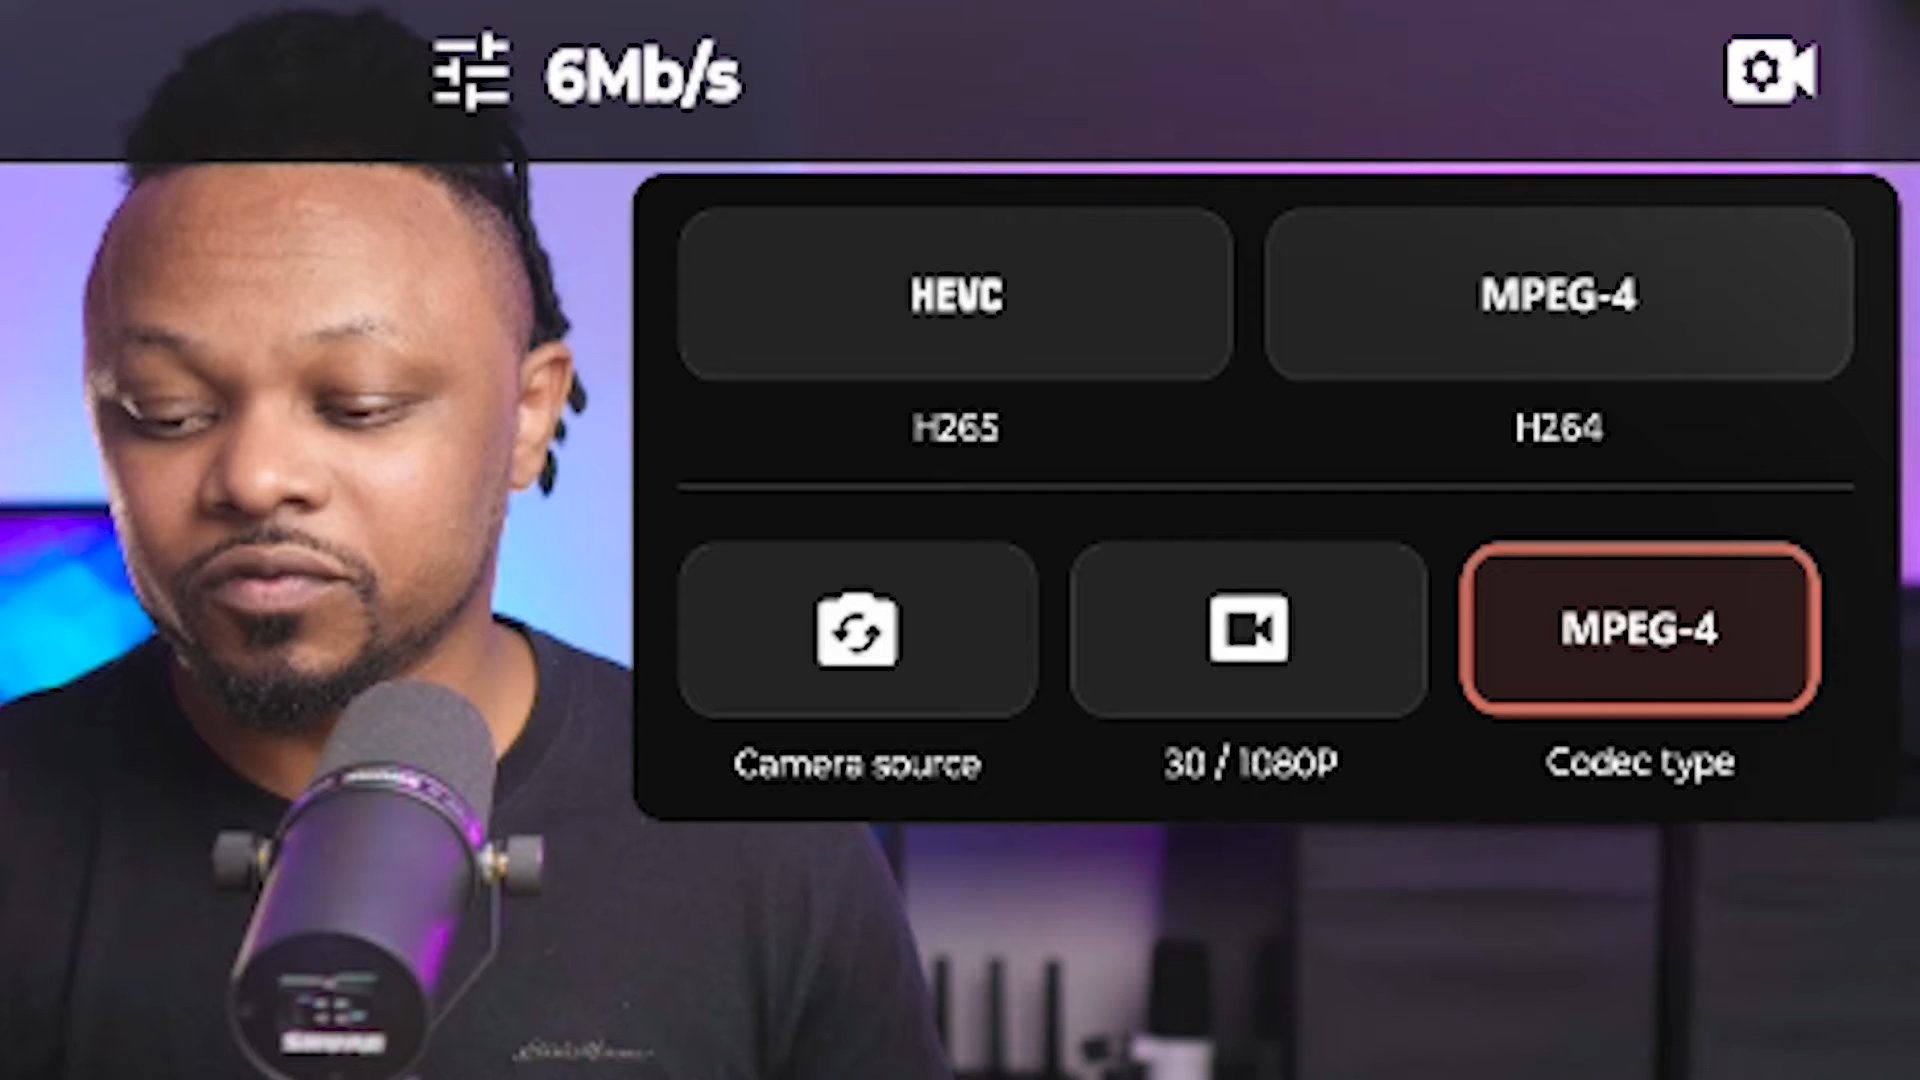 6Mb/s
HEVC
MPEG-4
H265
H264
MPEG-4
Camera source
30 / 1080P
Codec type